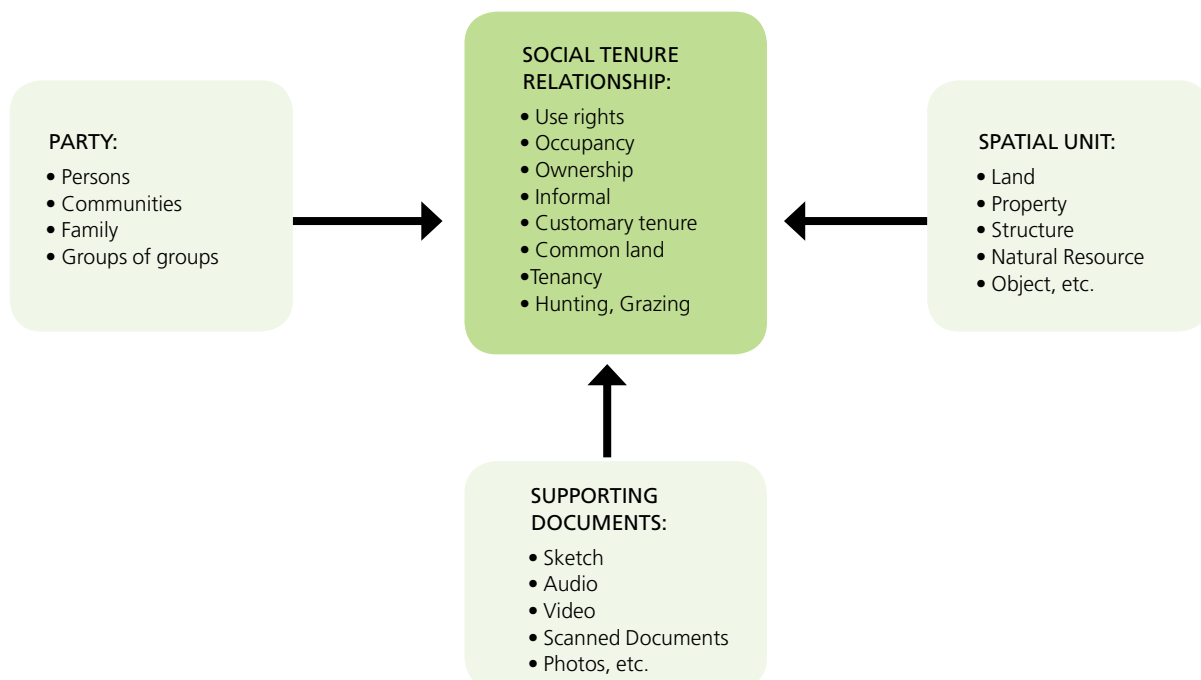 PARTY:
• Persons
• Communities
• Family
• Groups of groups
SOCIAL TENURE
RELATIONSHIP:
• Use rights
• Occupancy
• Ownership
• Informal
• Customary tenure
• Common land
•Tenancy
• Hunting, Grazing
SPATIAL UNIT:
• Land
• Property
• Structure
• Natural Resource
• Object, etc.
SUPPORTING
DOCUMENTS:
• Sketch
• Audio
• Video
• Scanned Documents
• Photos, etc.